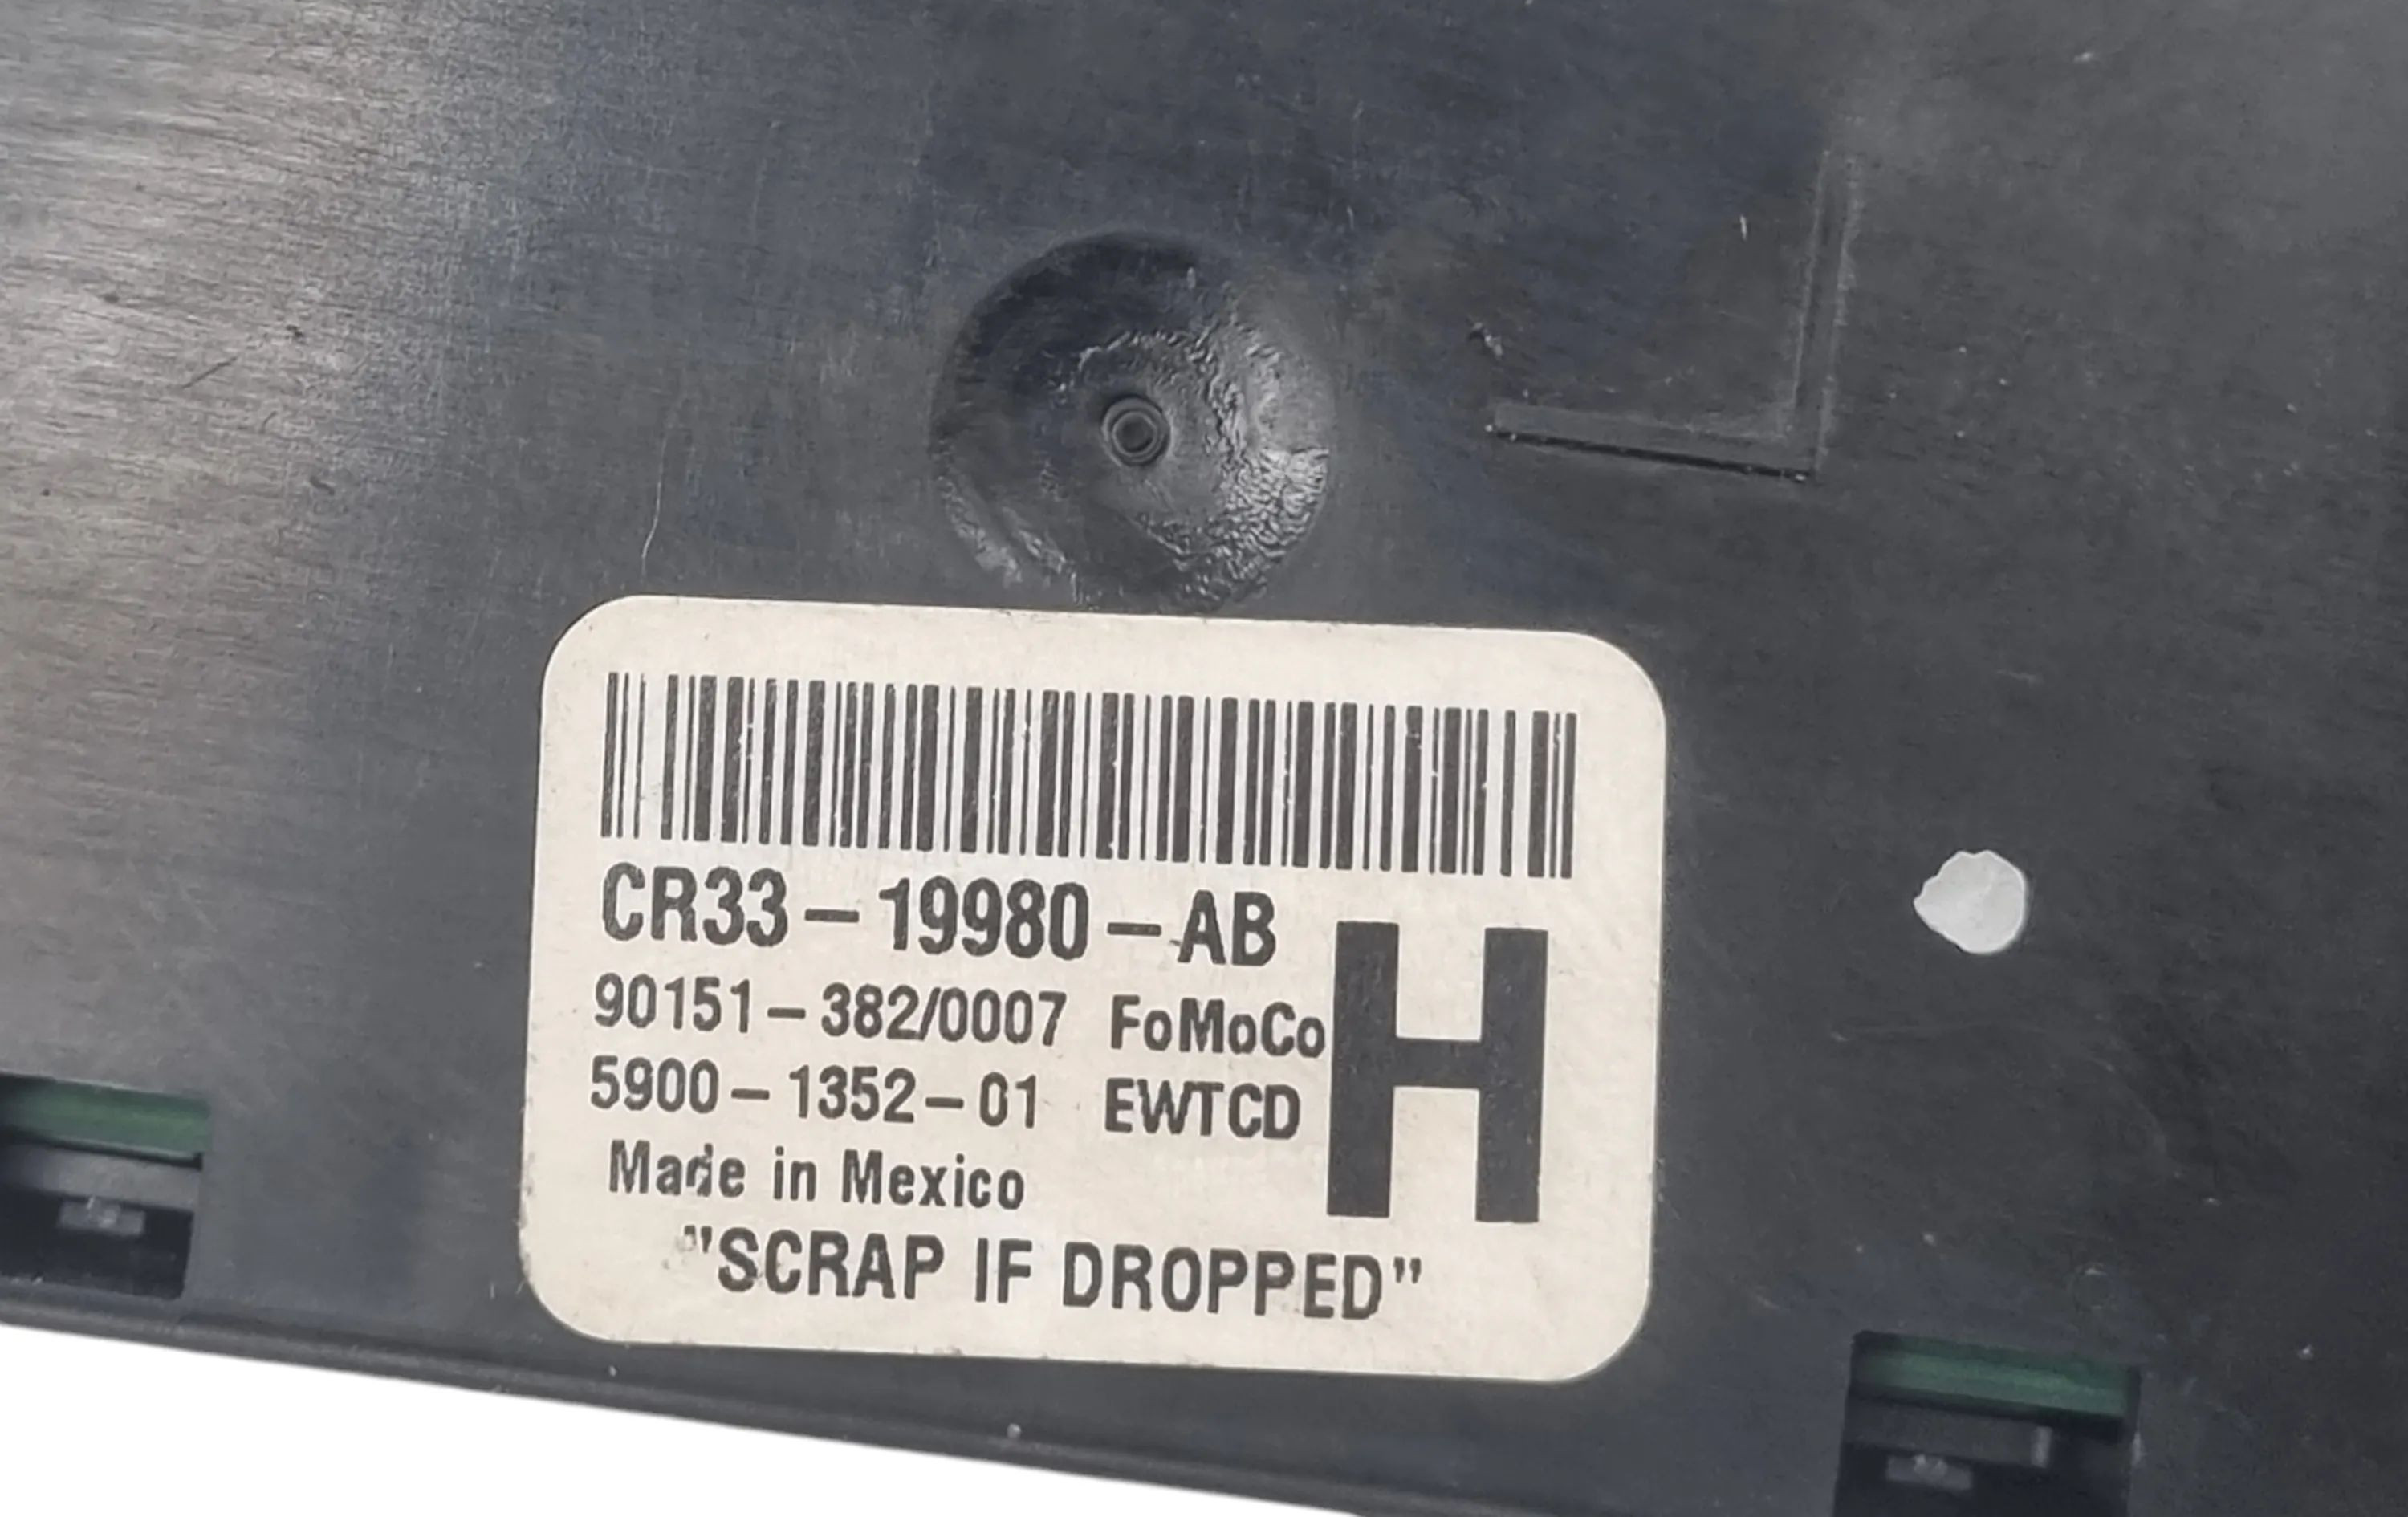 CR33-19980-AB
90151-382/0007 FoMoCo
5900-1352-01 EWTCD
H
Made in Mexico
"SCRAP IF DROPPED"